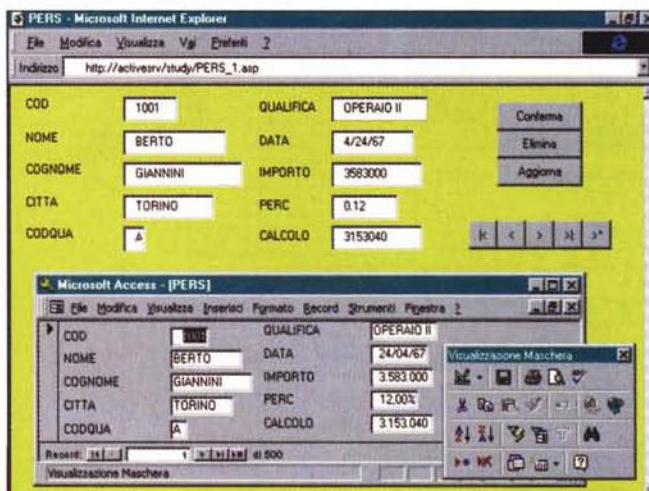 PERS - Microsoft Internet Explorer
File Modifica Visualizza Vai Preferiti ?
Indirizzo http://activesrv/study/PERS_1.asp
COD 1001 QUALIFICA OPERAIO II Conferma
NOME BERTO DATA 4/24/67 Elimina
COGNOME GIANNINI IMPORTO 3583000 Aggiorna
CITTA TORINO PERC 0.12
CODQUA A CALCOLO 3153040 |< < > >| >*
Microsoft Access - [PERS]
File Modifica Visualizza Inserisci Formato Record Strumenti Finestra ?
COD 1001 QUALIFICA OPERAIO II
NOME BERTO DATA 24/04/67
COGNOME GIANNINI IMPORTO 3.583.000
CITTA TORINO PERC 12,00%
CODQUA A CALCOLO 3.153.040
Record: 1 di 500
Visualizzazione Maschera
Visualizzazione Maschera